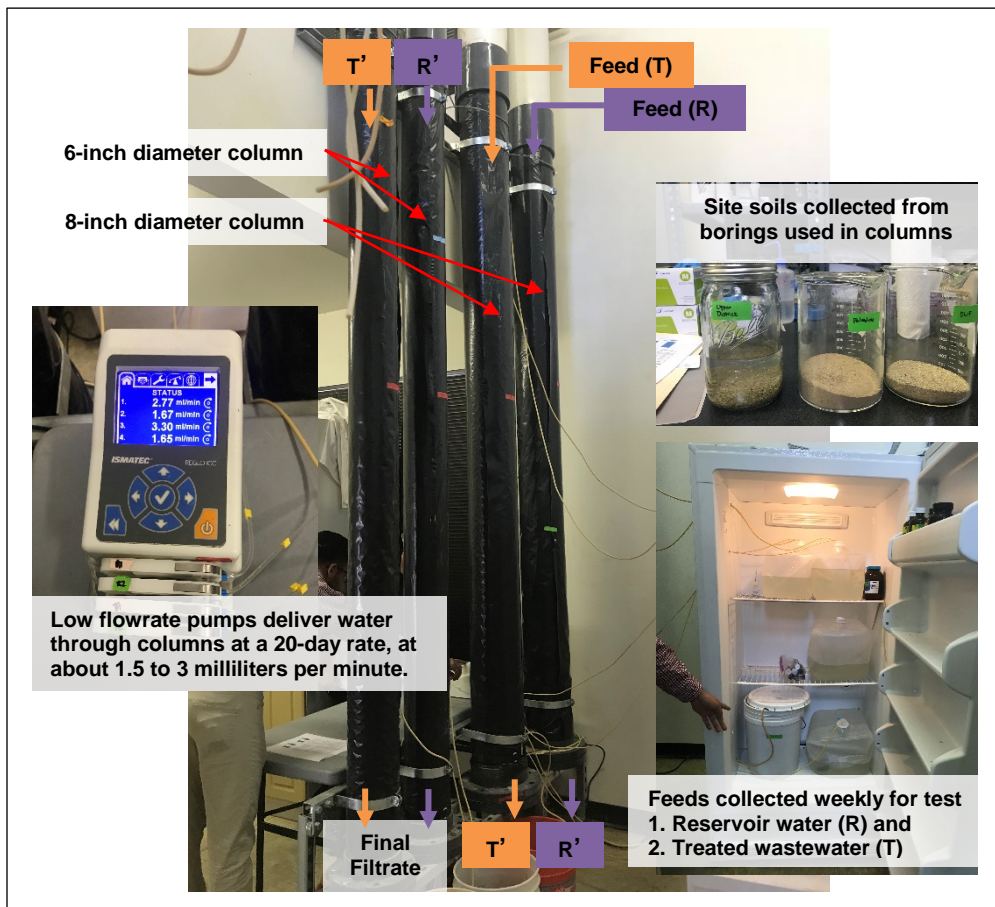 T’
R’
Feed (T)
Feed (R)
6-inch diameter column
8-inch diameter column
Site soils collected from
borings used in columns
STATUS
1. 2.77 ml/min
2. 1.67 ml/min
3. 3.30 ml/min
4. 1.65 ml/min
ISMATEC
Ball
Low flowrate pumps deliver water
through columns at a 20-day rate, at
about 1.5 to 3 milliliters per minute.
Final
Filtrate
T’
R’
Feeds collected weekly for test
1. Reservoir water (R) and
2. Treated wastewater (T)